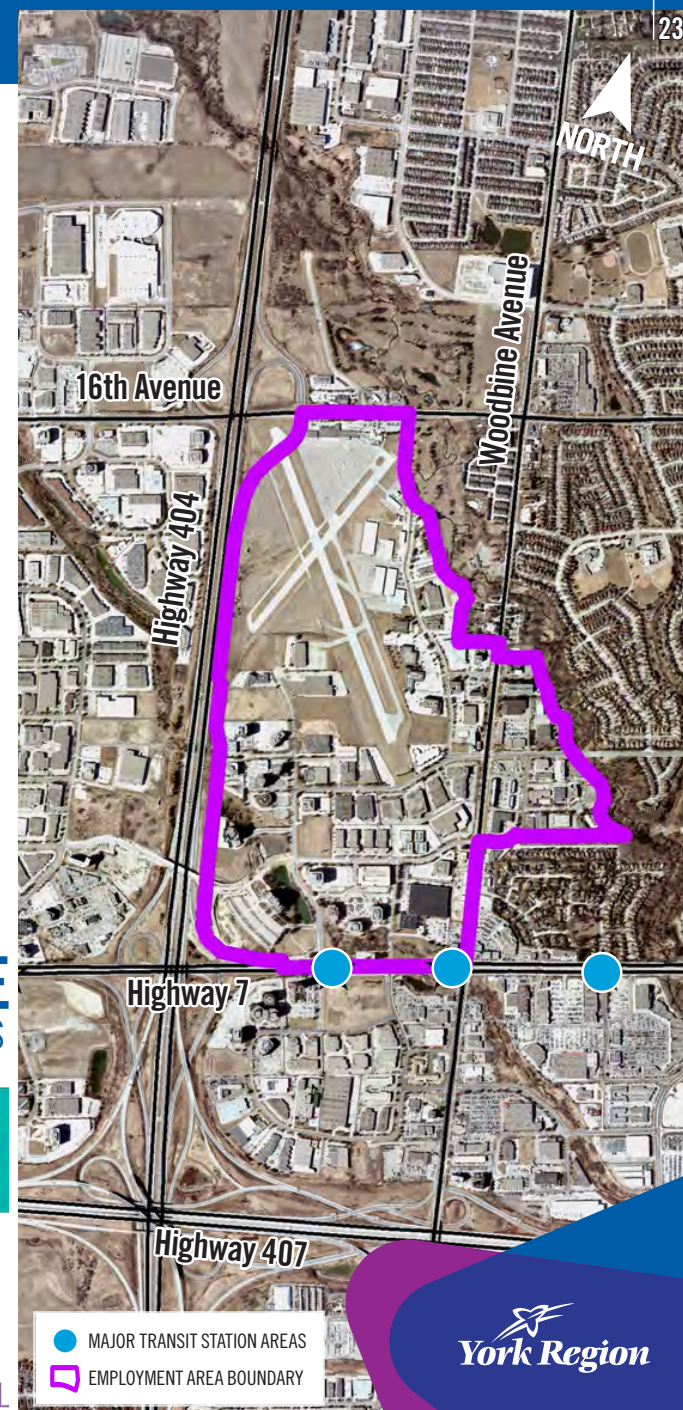 23
NORTH
Woodbine Avenue
16th Avenue
Highway 404
Highway 7
Highway 407
MAJOR TRANSIT STATION AREAS
EMPLOYMENT AREA BOUNDARY
York Region